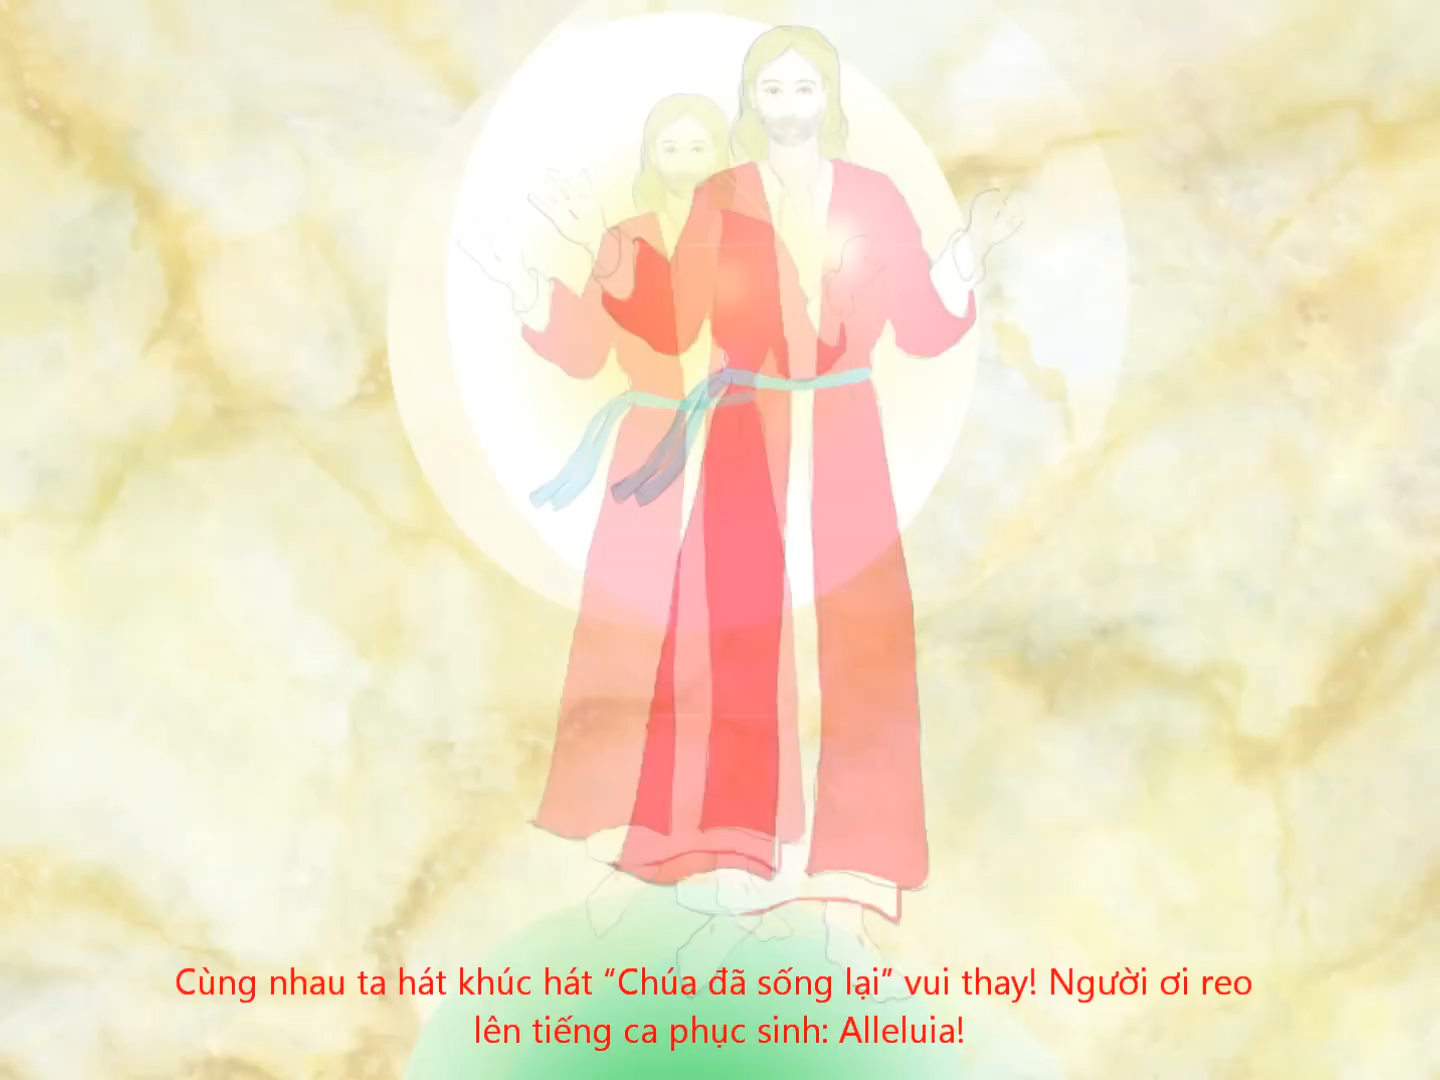 Cùng nhau ta hát khúc hát “Chúa đã sống lại” vui thay! Người ơi reo
lên tiếng ca phục sinh: Alleluia!